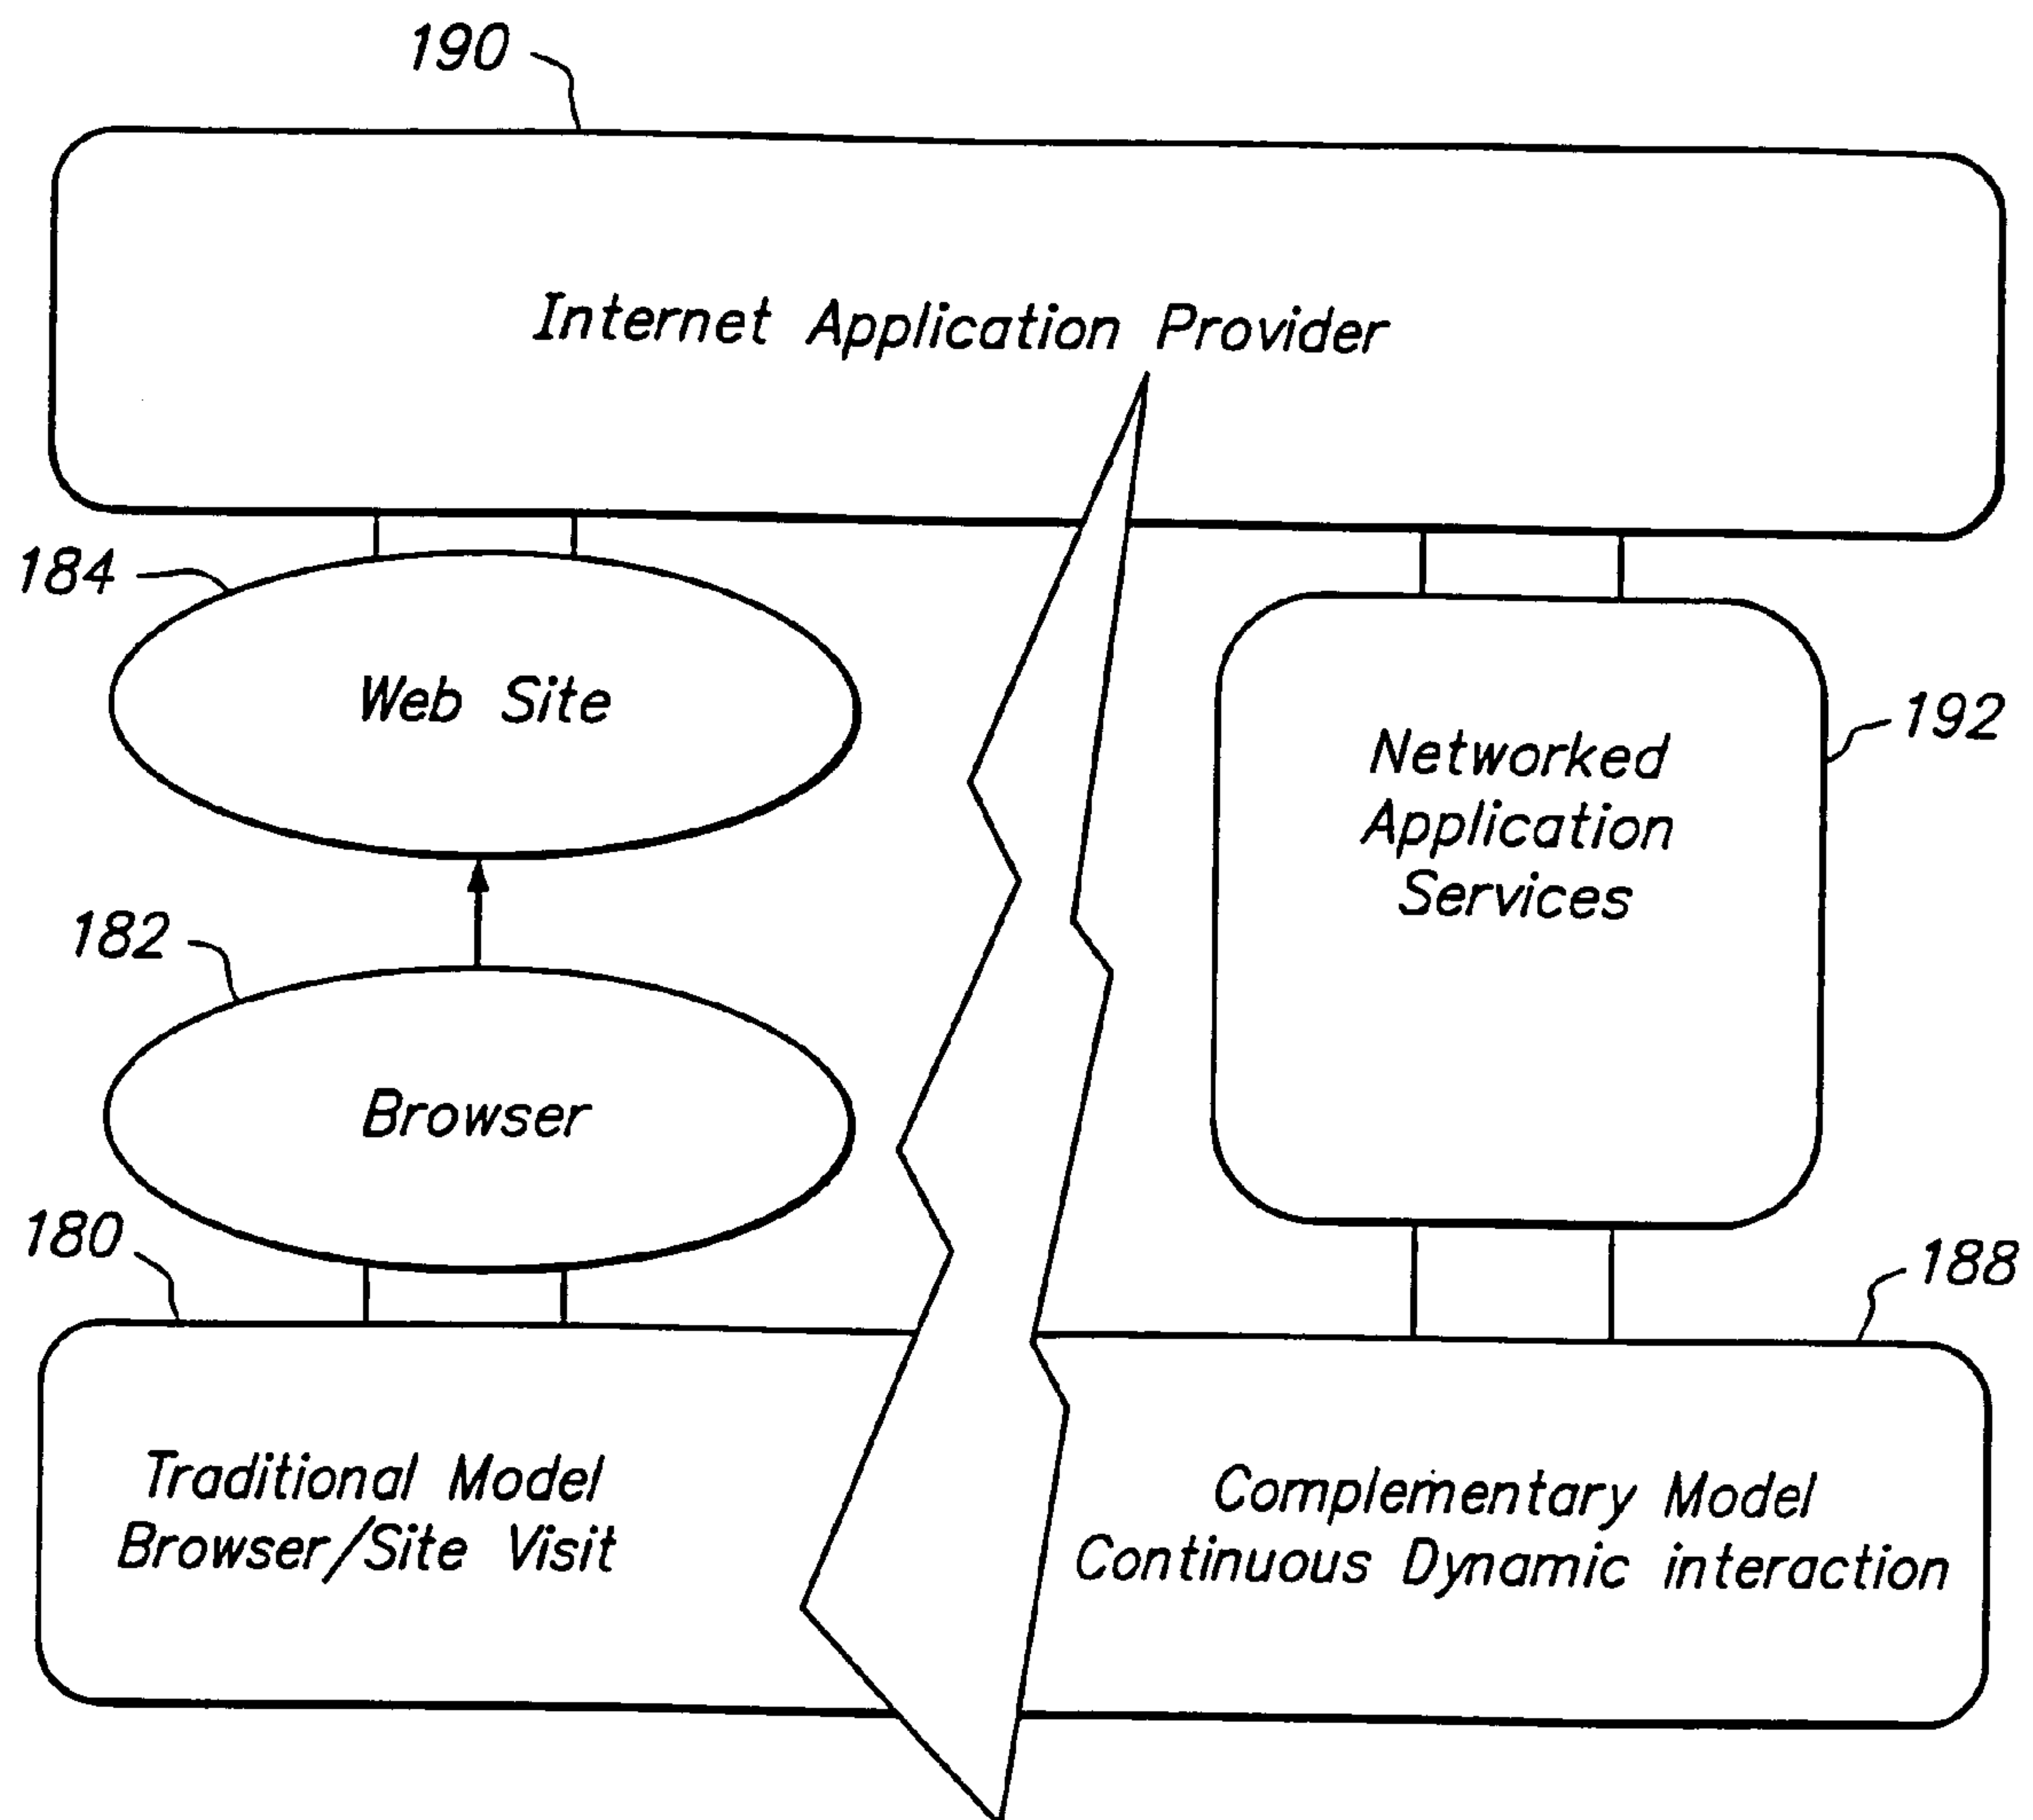 190
Internet Application Provider
184
Web Site
192
Networked
Application
Services
182
Browser
180
188
Traditional Model
Browser/Site Visit
Complementary Model
Continuous Dynamic interaction